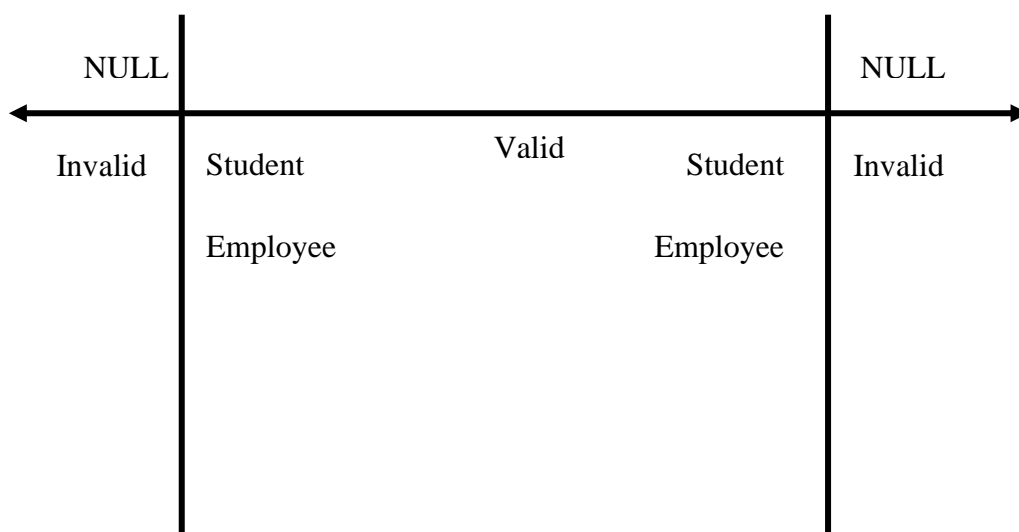 NULL NULL
Valid
Invalid Student Student Invalid
Employee Employee